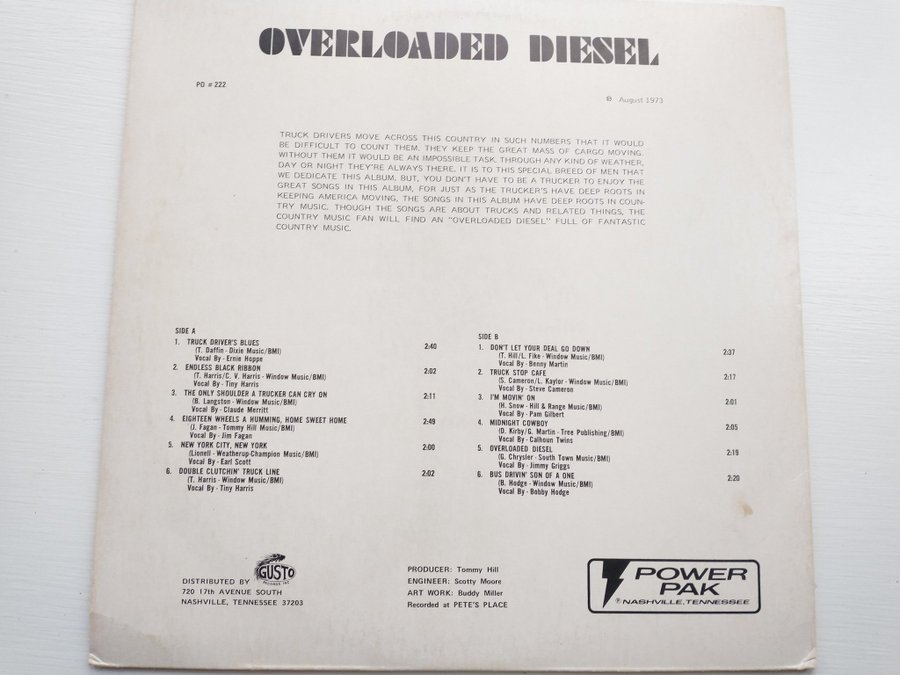 OVERLOADED DIESEL
PO # 222
℗ August 1973
TRUCK DRIVERS MOVE ACROSS THIS COUNTRY IN SUCH NUMBERS THAT IT WOULD
BE DIFFICULT TO COUNT THEM. THEY KEEP THE GREAT MASS OF CARGO MOVING.
WITHOUT THEM IT WOULD BE AN IMPOSSIBLE TASK. THROUGH ANY KIND OF WEATHER,
DAY OR NIGHT THEY'RE ALWAYS THERE. IT IS TO THIS SPECIAL BREED OF MEN THAT
WE DEDICATE THIS ALBUM. BUT, YOU DON'T HAVE TO BE A TRUCKER TO ENJOY THE
GREAT SONGS IN THIS ALBUM, FOR JUST AS THE TRUCKER'S HAVE DEEP ROOTS IN
KEEPING AMERICA MOVING, THE SONGS IN THIS ALBUM HAVE DEEP ROOTS IN COUN-
TRY MUSIC. THOUGH THE SONGS ARE ABOUT TRUCKS AND RELATED THINGS, THE
COUNTRY MUSIC FAN WILL FIND AN "OVERLOADED DIESEL" FULL OF FANTASTIC
COUNTRY MUSIC.
SIDE A
1. TRUCK DRIVER'S BLUES 2:40
(T. Daffin - Dixie Music/BMI)
Vocal By - Ernie Hoppe
2. ENDLESS BLACK RIBBON 2:02
(T. Harris/C. V. Harris - Window Music/BMI)
Vocal By - Tiny Harris
3. THE ONLY SHOULDER A TRUCKER CAN CRY ON 2:11
(B. Langston - Window Music/BMI)
Vocal By - Claude Merritt
4. EIGHTEEN WHEELS A HUMMING, HOME SWEET HOME 2:49
(J. Fagan - Tommy Hill Music/BMI)
Vocal By - Jim Fagan
5. NEW YORK CITY, NEW YORK 2:00
(Lionell - Weatherup-Champion Music/BMI)
Vocal By - Earl Scott
6. DOUBLE CLUTCHIN' TRUCK LINE 2:02
(T. Harris - Window Music/BMI)
Vocal By - Tiny Harris
SIDE B
1. DON'T LET YOUR DEAL GO DOWN 2:37
(T. Hill/L. Fike - Window Music/BMI)
Vocal By - Benny Martin
2. TRUCK STOP CAFE 2:17
(S. Cameron/L. Kaylor - Window Music/BMI)
Vocal By - Steve Cameron
3. I'M MOVIN' ON 2:01
(H. Snow - Hill & Range Music/BMI)
Vocal By - Pam Gilbert
4. MIDNIGHT COWBOY 2:05
(D. Kirby/G. Martin - Tree Publishing/BMI)
Vocal By - Calhoun Twins
5. OVERLOADED DIESEL 2:19
(G. Chrysler - South Town Music/BMI)
Vocal By - Jimmy Griggs
6. BUS DRIVIN' SON OF A ONE 2:20
(B. Hodge - Window Music/BMI)
Vocal By - Bobby Hodge
DISTRIBUTED BY GUSTO
RECORDS INC
720 17th AVENUE SOUTH
NASHVILLE, TENNESSEE 37203
PRODUCER: Tommy Hill
ENGINEER: Scotty Moore
ART WORK: Buddy Miller
Recorded at PETE'S PLACE
POWER
PAK
℗ NASHVILLE, TENNESSEE